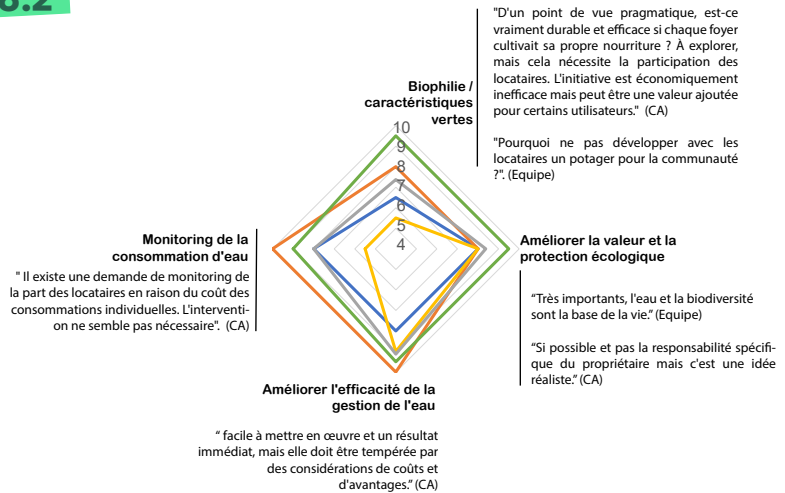 6.2
"D'un point de vue pragmatique, est-ce
vraiment durable et efficace si chaque foyer
cultivait sa propre nourriture ? À explorer,
mais cela nécessite la participation des
locataires. L'initiative est économiquement
inefficace mais peut être une valeur ajoutée
pour certains utilisateurs." (CA)
"Pourquoi ne pas développer avec les
locataires un potager pour la communauté
?". (Equipe)
Biophilie /
caractéristiques
vertes
10
9
8
7
6
5
4
Monitoring de la
consommation d'eau
" Il existe une demande de monitoring de
la part des locataires en raison du coût des
consommations individuelles. L'interventi-
on ne semble pas nécessaire". (CA)
Améliorer la valeur et la
protection écologique
“Très importants, l'eau et la biodiversité
sont la base de la vie.” (Equipe)
“Si possible et pas la responsabilité spécifi-
que du propriétaire mais c'est une idée
réaliste.” (CA)
Améliorer l'efficacité de la
gestion de l'eau
“ facile à mettre en œuvre et un résultat
immédiat, mais elle doit être tempérée par
des considérations de coûts et
d'avantages.” (CA)